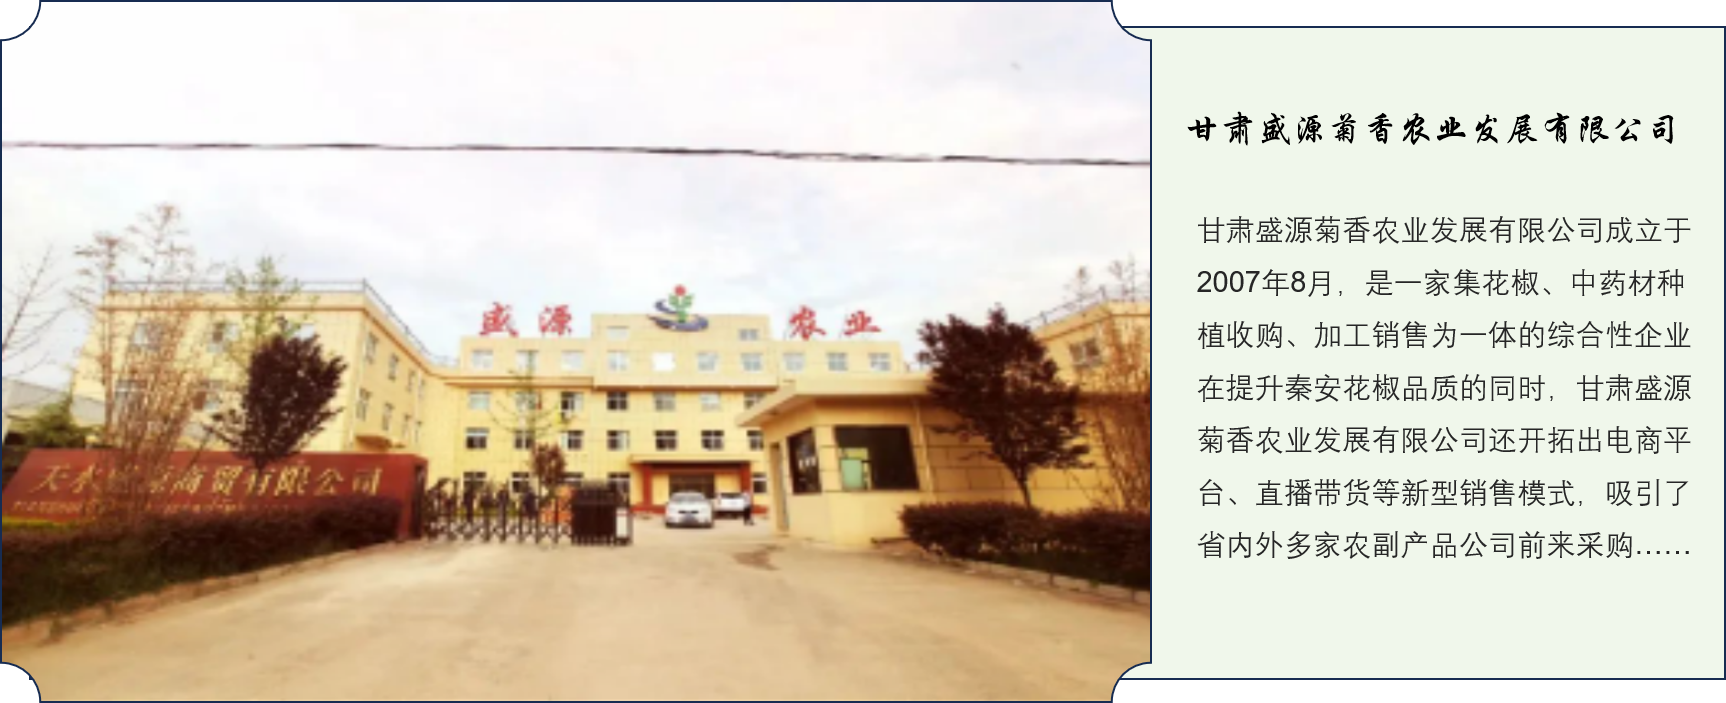 盛源
农业
天水盛源商贸有限公司
甘肃盛源菊香农业发展有限公司
甘肃盛源菊香农业发展有限公司成立于
2007年8月，是一家集花椒、中药材种
植收购、加工销售为一体的综合性企业
在提升秦安花椒品质的同时，甘肃盛源
菊香农业发展有限公司还开拓出电商平
台、直播带货等新型销售模式，吸引了
省内外多家农副产品公司前来采购……